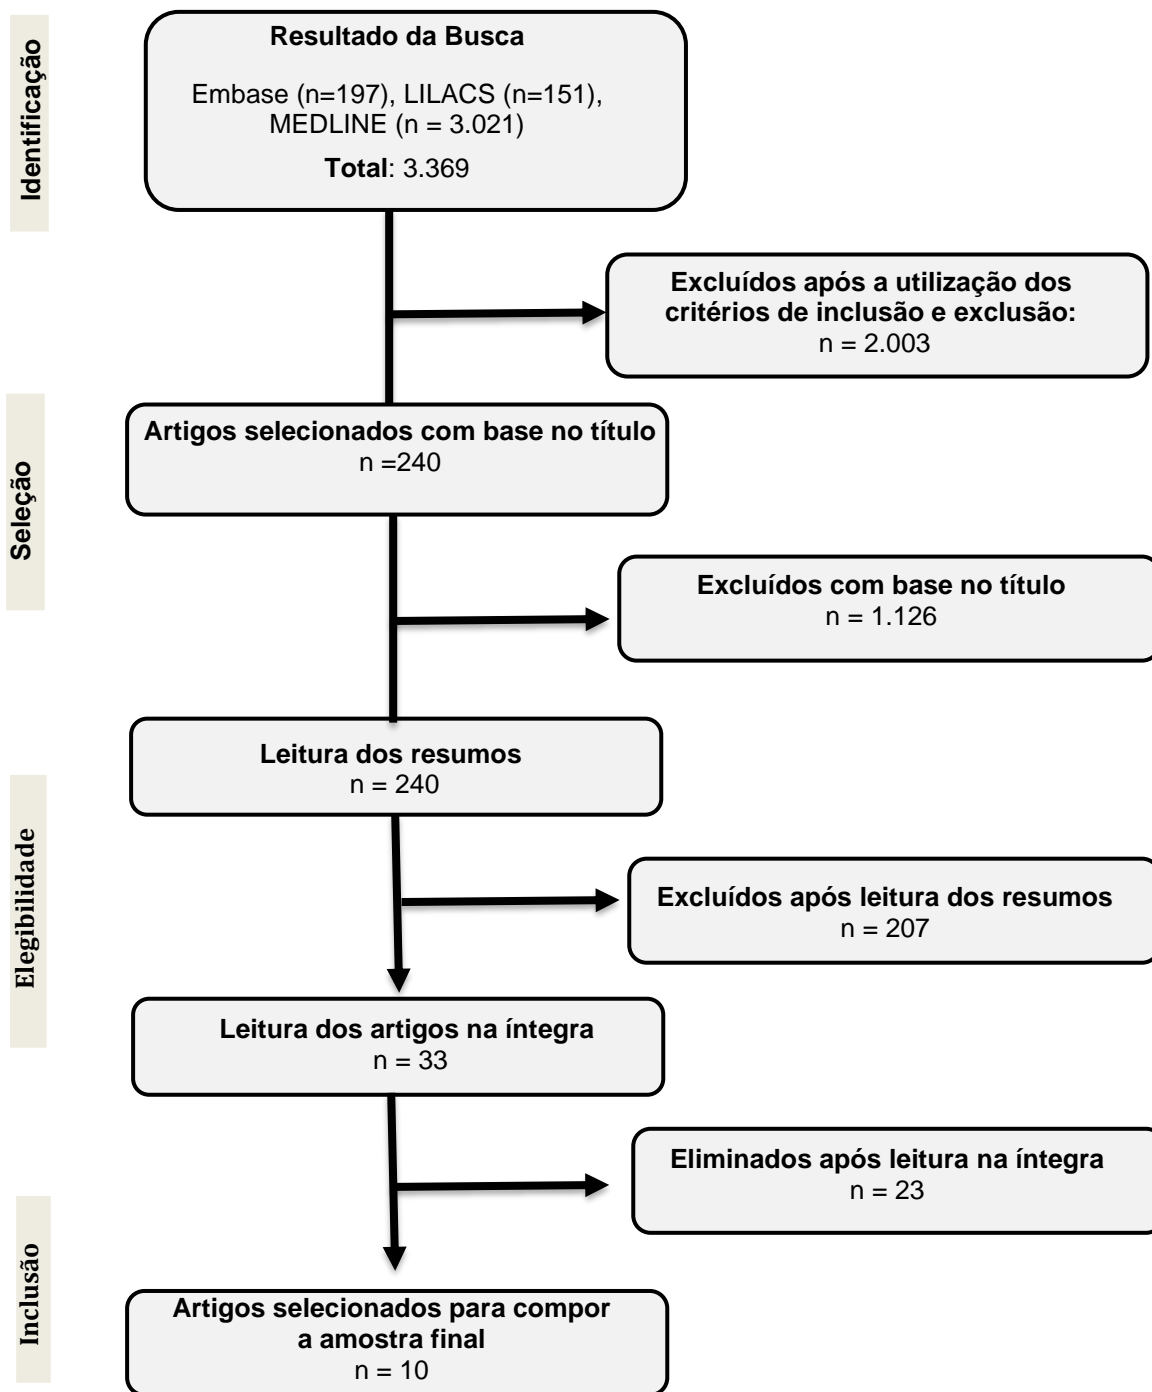 Identificação
Resultado da Busca
Embase (n=197), LILACS (n=151),
MEDLINE (n = 3.021)
Total: 3.369
Excluídos após a utilização dos
critérios de inclusão e exclusão:
n = 2.003
Seleção
Artigos selecionados com base no título
n =240
Excluídos com base no título
n = 1.126
Leitura dos resumos
n = 240
Elegibilidade
Excluídos após leitura dos resumos
n = 207
Leitura dos artigos na íntegra
n = 33
Eliminados após leitura na íntegra
n = 23
Inclusão
Artigos selecionados para compor
a amostra final
n = 10